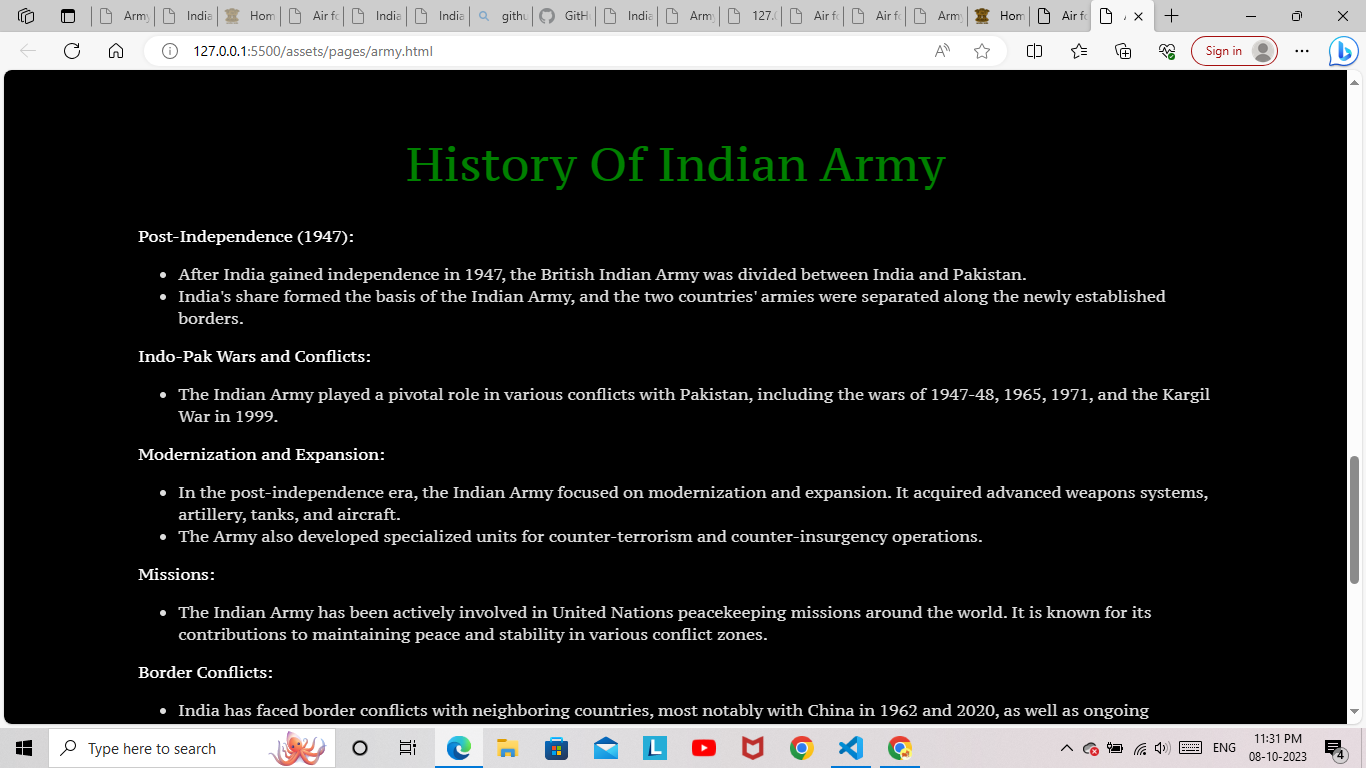 Army
India
Hom
Air fo
India
India
githu
GitHu
India
Army
127.0
Air fo
Air fo
Army
Hom
Air fo
127.0.0.1:5500/assets/pages/army.html
Sign in
History Of Indian Army
Post-Independence (1947):
• After India gained independence in 1947, the British Indian Army was divided between India and Pakistan.
• India's share formed the basis of the Indian Army, and the two countries' armies were separated along the newly established
borders.
Indo-Pak Wars and Conflicts:
• The Indian Army played a pivotal role in various conflicts with Pakistan, including the wars of 1947-48, 1965, 1971, and the Kargil
War in 1999.
Modernization and Expansion:
• In the post-independence era, the Indian Army focused on modernization and expansion. It acquired advanced weapons systems,
artillery, tanks, and aircraft.
• The Army also developed specialized units for counter-terrorism and counter-insurgency operations.
Missions:
• The Indian Army has been actively involved in United Nations peacekeeping missions around the world. It is known for its
contributions to maintaining peace and stability in various conflict zones.
Border Conflicts:
• India has faced border conflicts with neighboring countries, most notably with China in 1962 and 2020, as well as ongoing
Type here to search
ENG
11:31 PM
08-10-2023
4